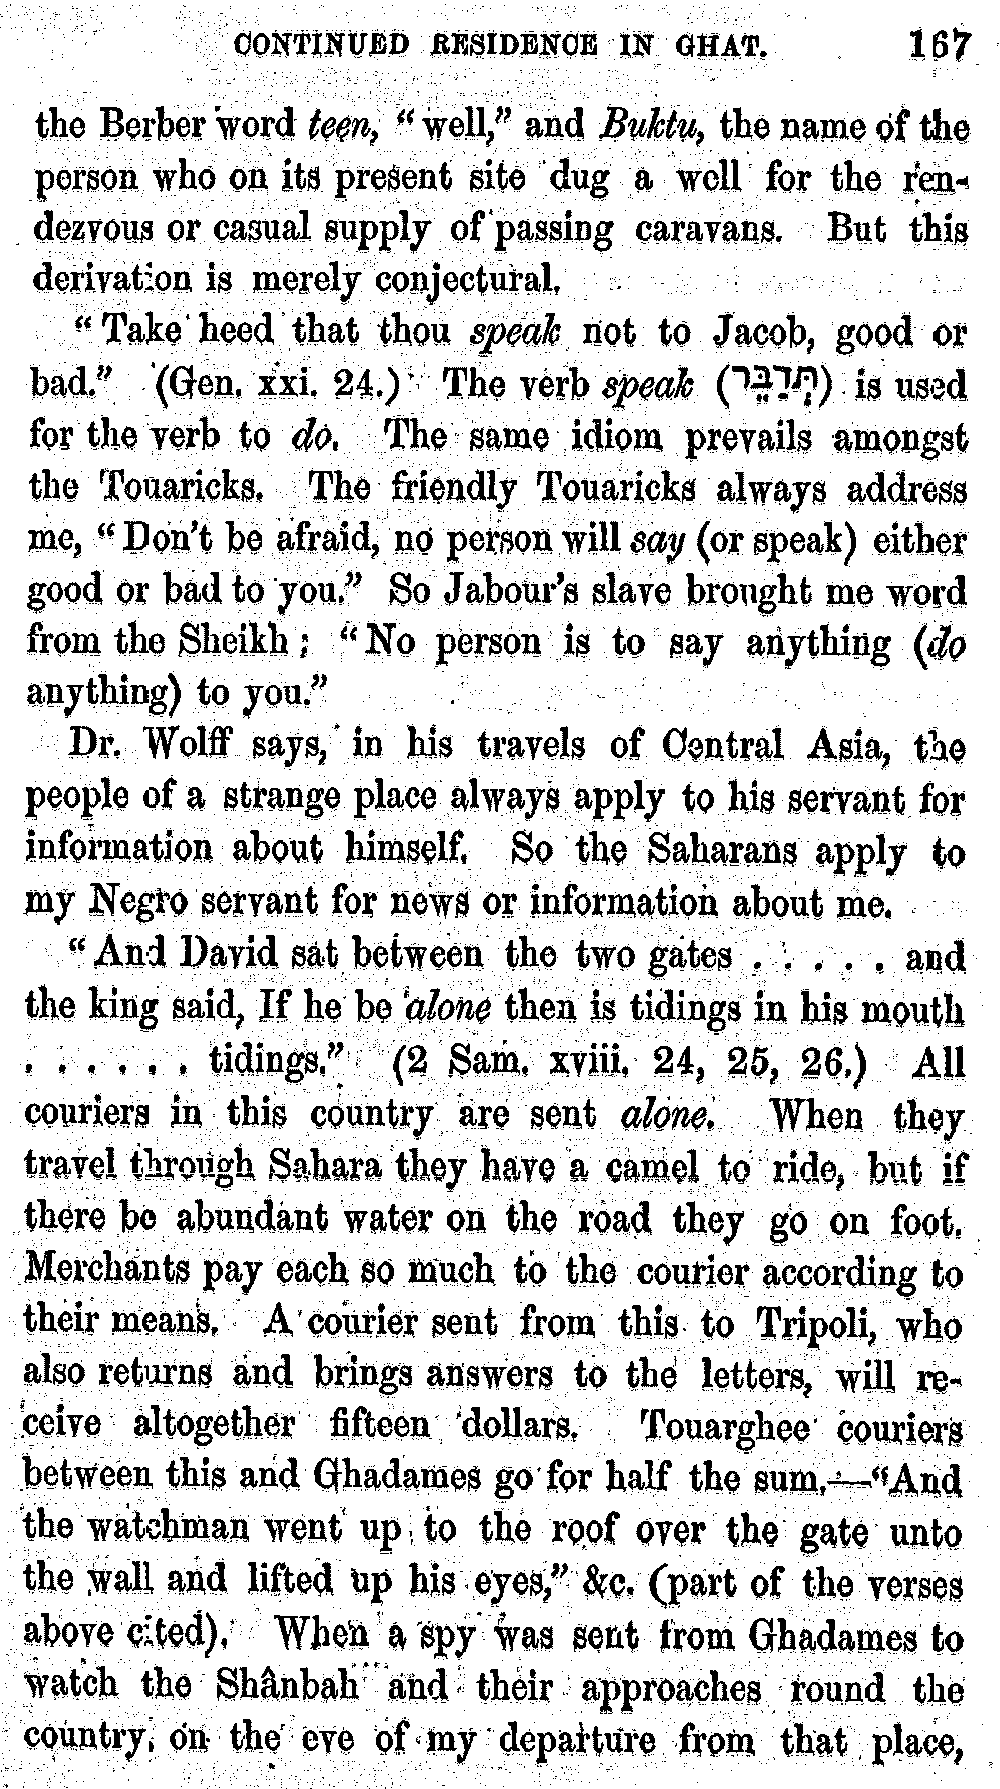 CONTINUED RESIDENCE IN GHAT. 167
the Berber word teen, “well,” and Buktu, the name of the
person who on its present site dug a well for the ren-
dezvous or casual supply of passing caravans. But this
derivation is merely conjectural.
“Take heed that thou speak not to Jacob, good or
bad.” (Gen. xxi. 24.) The verb speak (תְּדַבֵּר) is used
for the verb to do. The same idiom prevails amongst
the Touaricks. The friendly Touaricks always address
me, “Don't be afraid, no person will say (or speak) either
good or bad to you.” So Jabour's slave brought me word
from the Sheikh; “No person is to say anything (do
anything) to you.”
Dr. Wolff says, in his travels of Central Asia, the
people of a strange place always apply to his servant for
information about himself. So the Saharans apply to
my Negro servant for news or information about me.
“And David sat between the two gates . . . . . and
the king said, If he be alone then is tidings in his mouth
. . . . . . tidings.” (2 Sam. xviii. 24, 25, 26.) All
couriers in this country are sent alone. When they
travel through Sahara they have a camel to ride, but if
there be abundant water on the road they go on foot.
Merchants pay each so much to the courier according to
their means. A courier sent from this to Tripoli, who
also returns and brings answers to the letters, will re-
ceive altogether fifteen dollars. Touarghee couriers
between this and Ghadames go for half the sum.—“And
the watchman went up to the roof over the gate unto
the wall and lifted up his eyes,” &c. (part of the verses
above cited). When a spy was sent from Ghadames to
watch the Shânbah and their approaches round the
country, on the eve of my departure from that place,